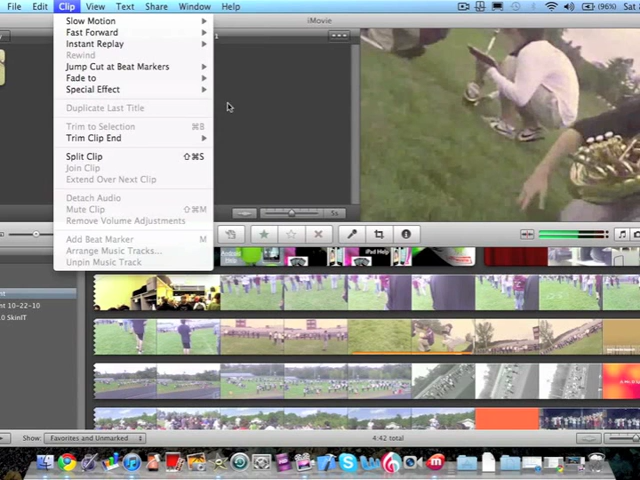 File Edit Clip View Text Share Window Help (96%) Sat
iMovie
Slow Motion
Fast Forward
Instant Replay
Rewind
Jump Cut at Beat Markers
Fade to
Special Effect
Duplicate Last Title
Trim to Selection ⌘B
Trim Clip End
Split Clip ⇧⌘S
Join Clip
Extend Over Next Clip
Detach Audio
Mute Clip ⇧⌘M
Remove Volume Adjustments
Add Beat Marker M
Arrange Music Tracks...
Unpin Music Track
5s
iPad Help
10-22-10
SkinIT
Show: Favorites and Unmarked 4:42 total